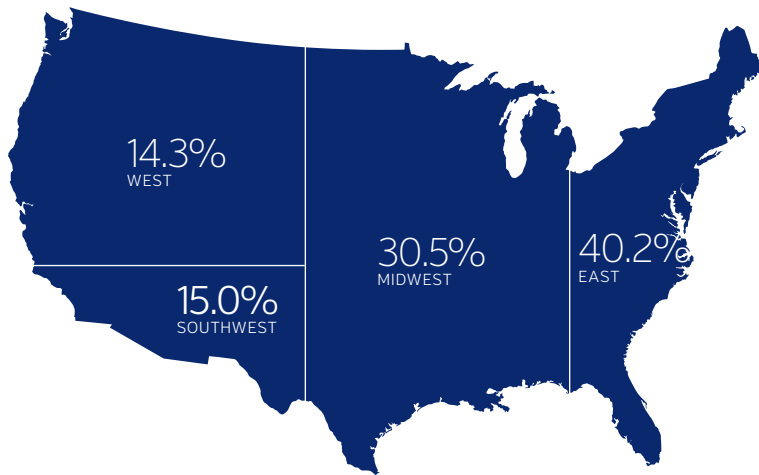 14.3%
WEST
30.5%
MIDWEST
40.2%
EAST
15.0%
SOUTHWEST